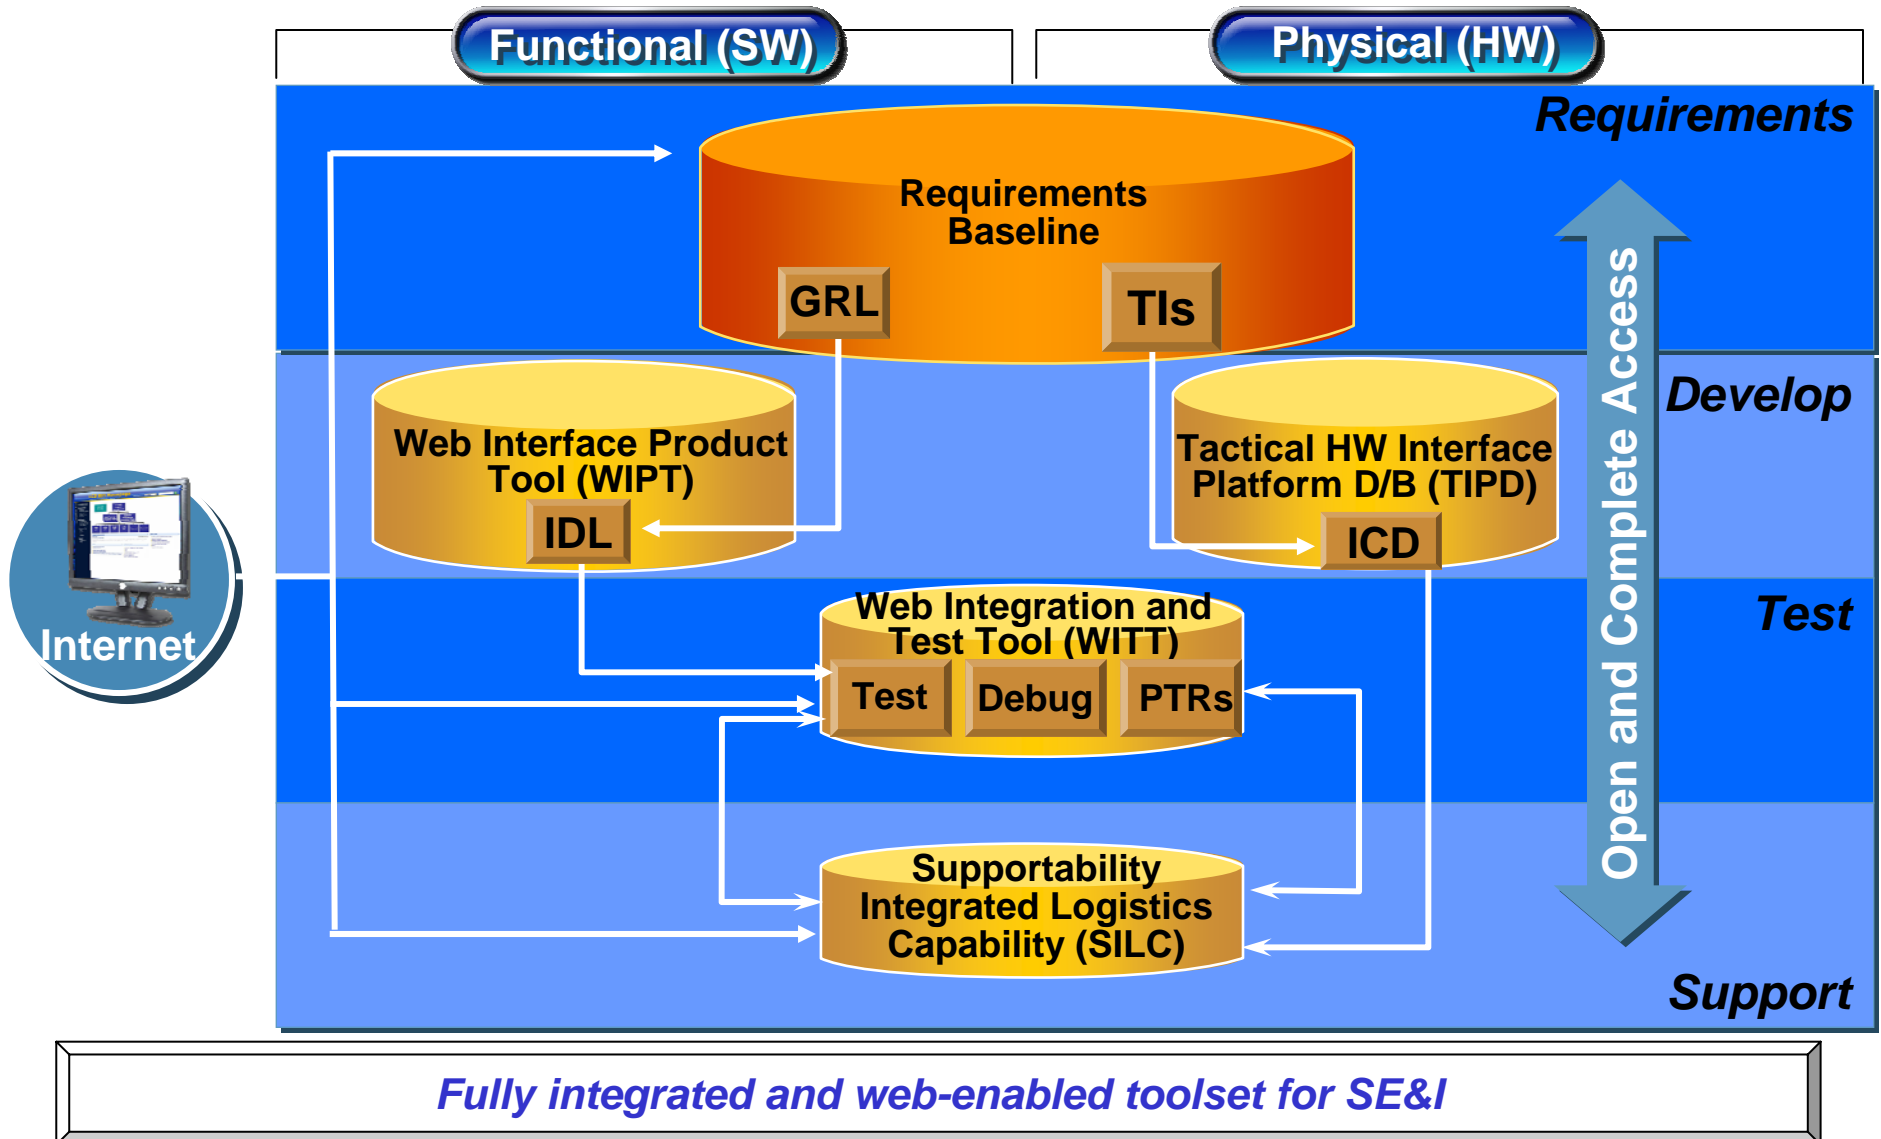 Functional (SW)
Physical (HW)
Requirements
Requirements
Baseline
GRL
TIs
Develop
Web Interface Product
Tool (WIPT)
IDL
Tactical HW Interface
Platform D/B (TIPD)
ICD
Open and Complete Access
Internet
Test
Web Integration and
Test Tool (WITT)
Test
Debug
PTRs
Supportability
Integrated Logistics
Capability (SILC)
Support
Fully integrated and web-enabled toolset for SE&I